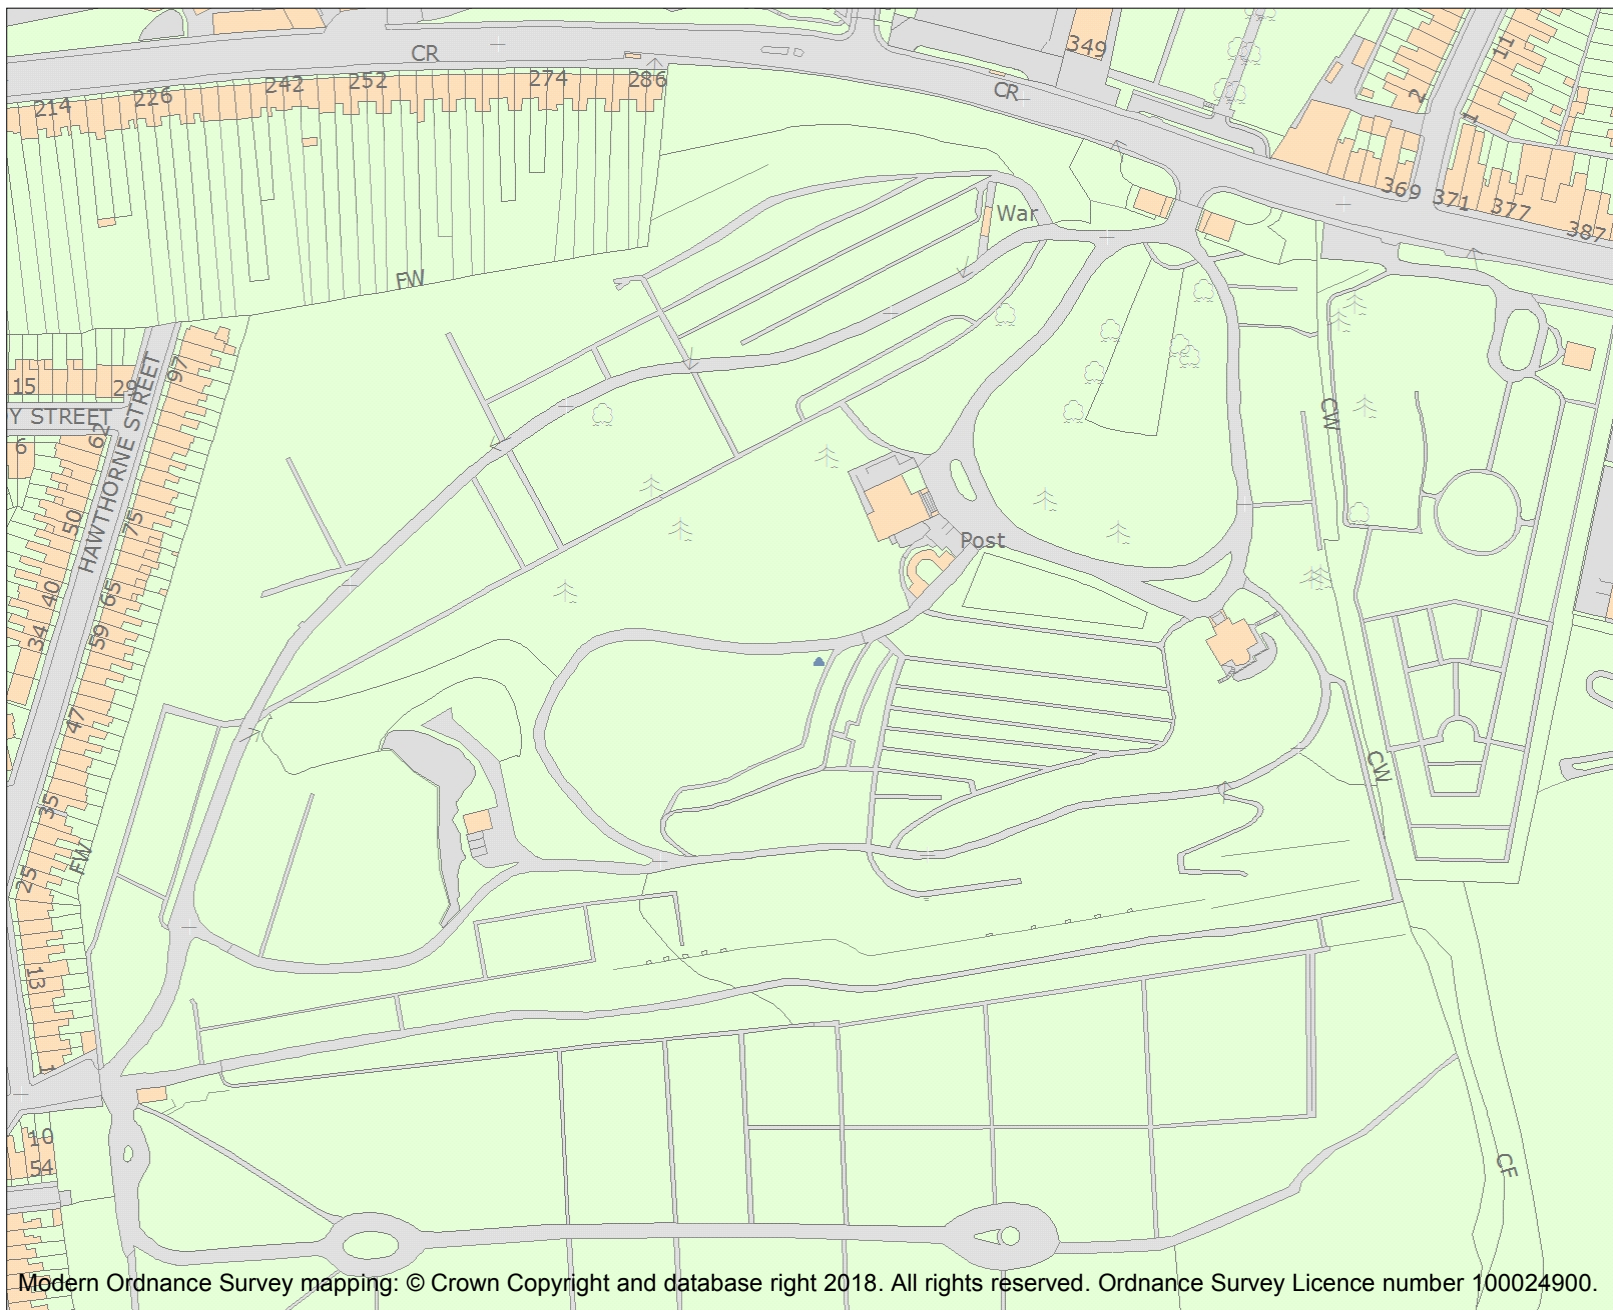 CR
349
11
214
226
242
252
274
286
CR
2
1
369
371
377
387
War
FW
97
15
29
Y STREET
62
6
HAWTHORNE STREET
CW
50
75
Post
40
65
34
59
47
CW
35
FW
25
13
1
10
54
CF
Modern Ordnance Survey mapping: © Crown Copyright and database right 2018. All rights reserved. Ordnance Survey Licence number 100024900.